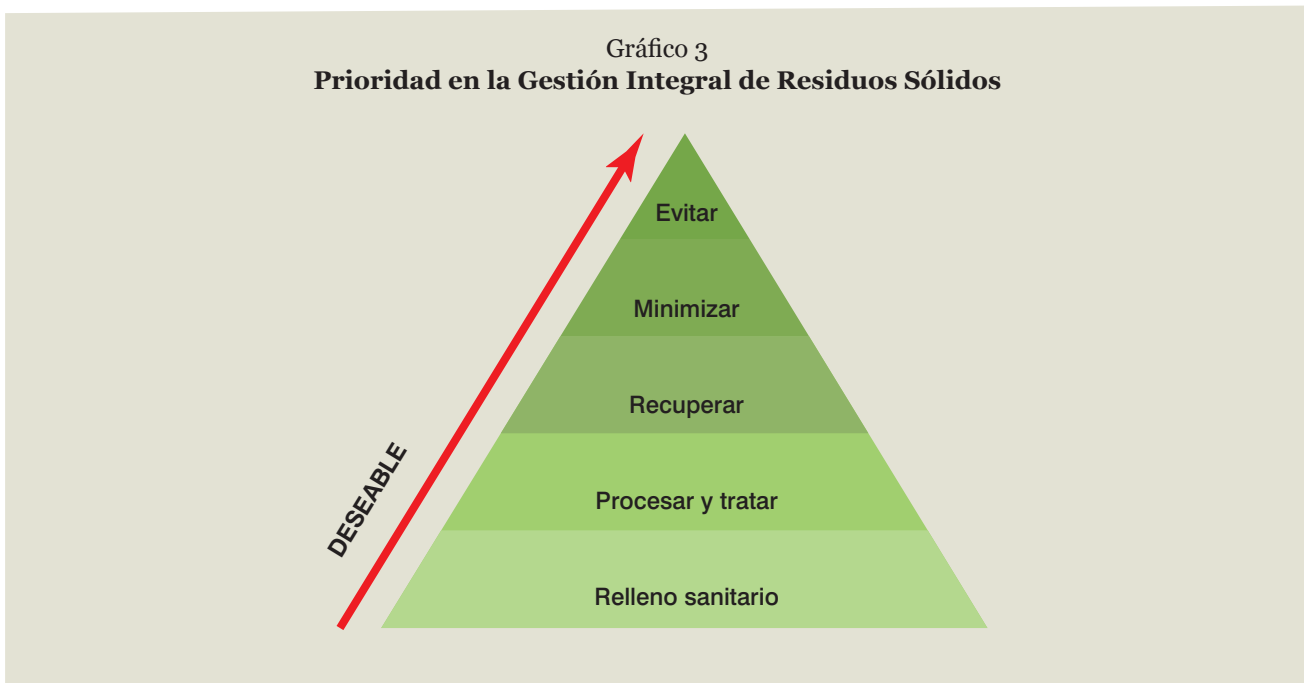 Gráfico 3
Prioridad en la Gestión Integral de Residuos Sólidos
Evitar
Minimizar
Recuperar
Procesar y tratar
Relleno sanitario
DESEABLE